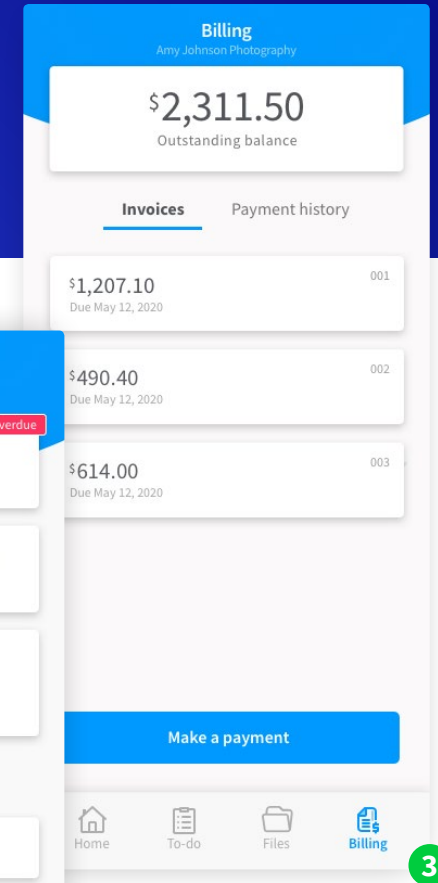 Billing
Amy Johnson Photography
$2,311.50
Outstanding balance
Invoices Payment history
$1,207.10 001
Due May 12, 2020
$490.40 002
Due May 12, 2020
verdue
$614.00 003
Due May 12, 2020
Make a payment
Home To-do Files Billing
3